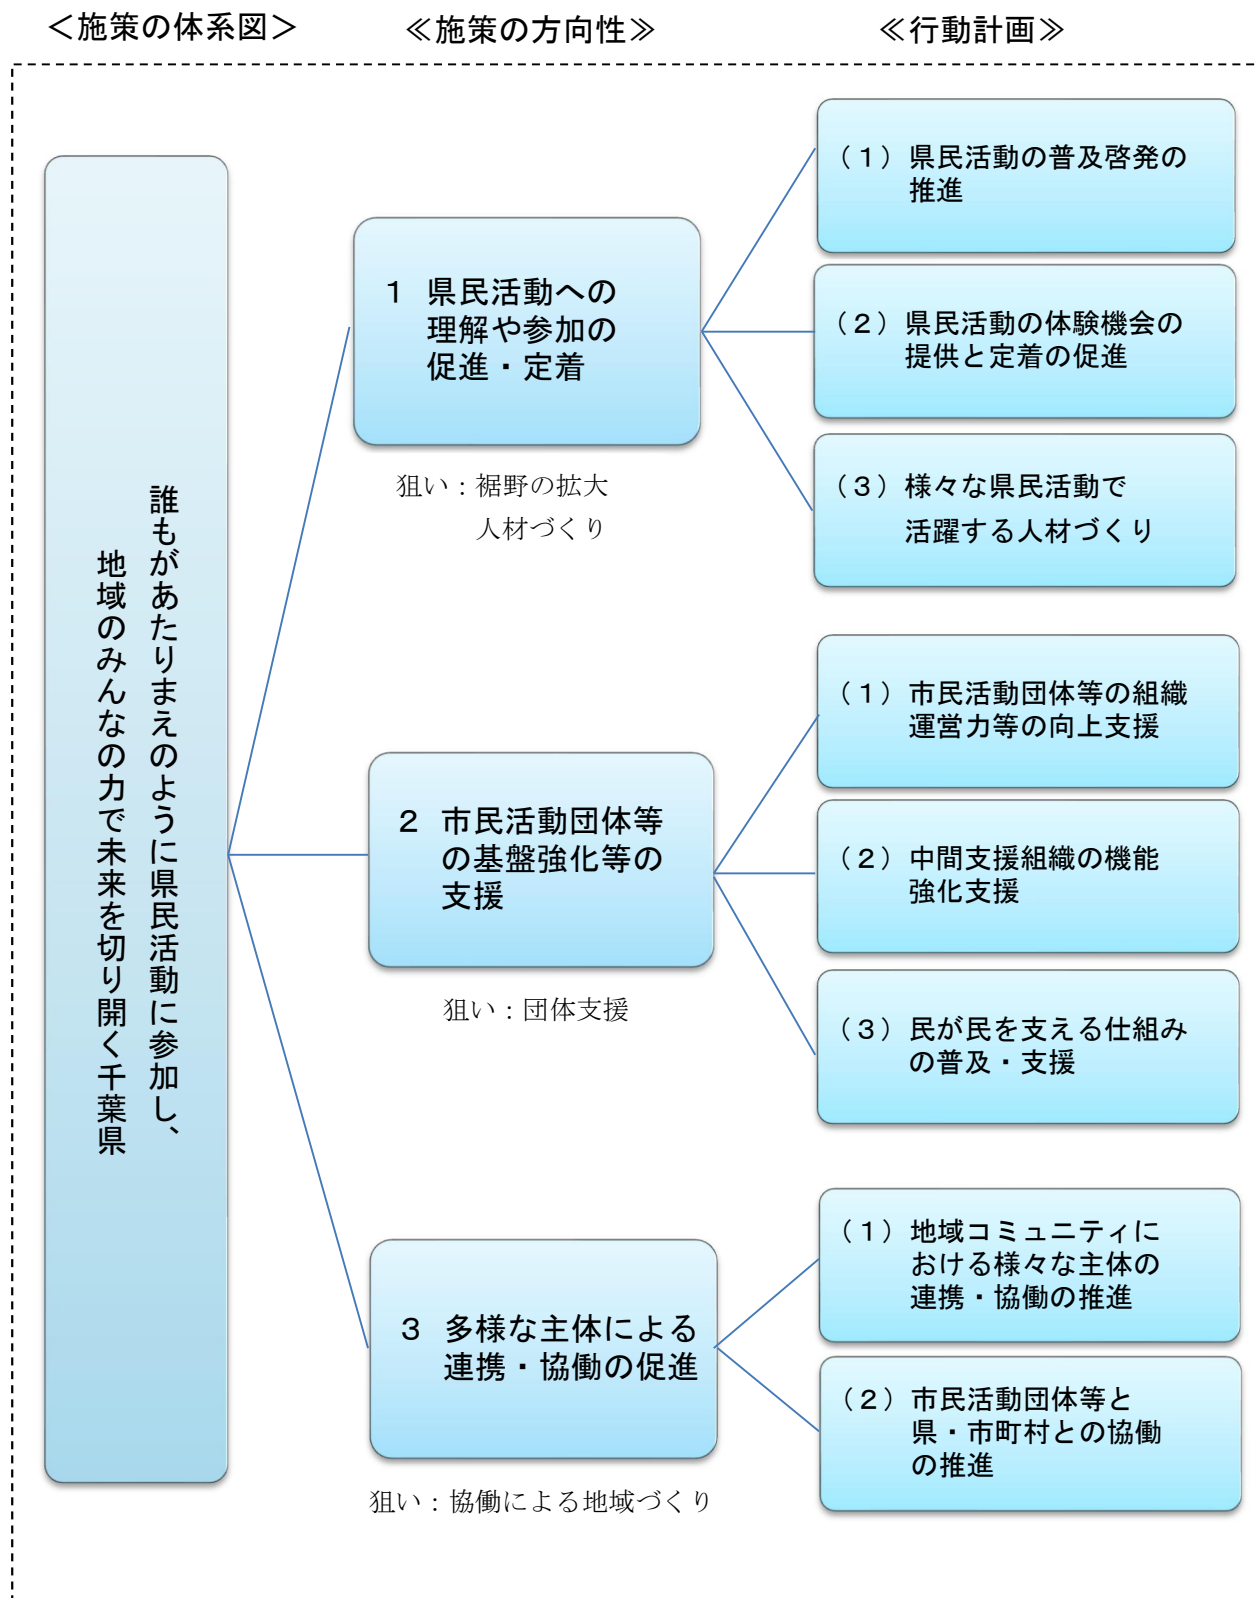 ＜施策の体系図＞
≪施策の方向性≫
≪行動計画≫
誰もがあたりまえのように県民活動に参加し、
地域のみんなの力で未来を切り開く千葉県
１　県民活動への
理解や参加の
促進・定着
狙い：裾野の拡大
人材づくり
（１）県民活動の普及啓発の
推進
（２）県民活動の体験機会の
提供と定着の促進
（３）様々な県民活動で
活躍する人材づくり
２　市民活動団体等
の基盤強化等の
支援
狙い：団体支援
（１）市民活動団体等の組織
運営力等の向上支援
（２）中間支援組織の機能
強化支援
（３）民が民を支える仕組み
の普及・支援
３　多様な主体による
連携・協働の促進
狙い：協働による地域づくり
（１）地域コミュニティに
おける様々な主体の
連携・協働の推進
（２）市民活動団体等と
県・市町村との協働
の推進